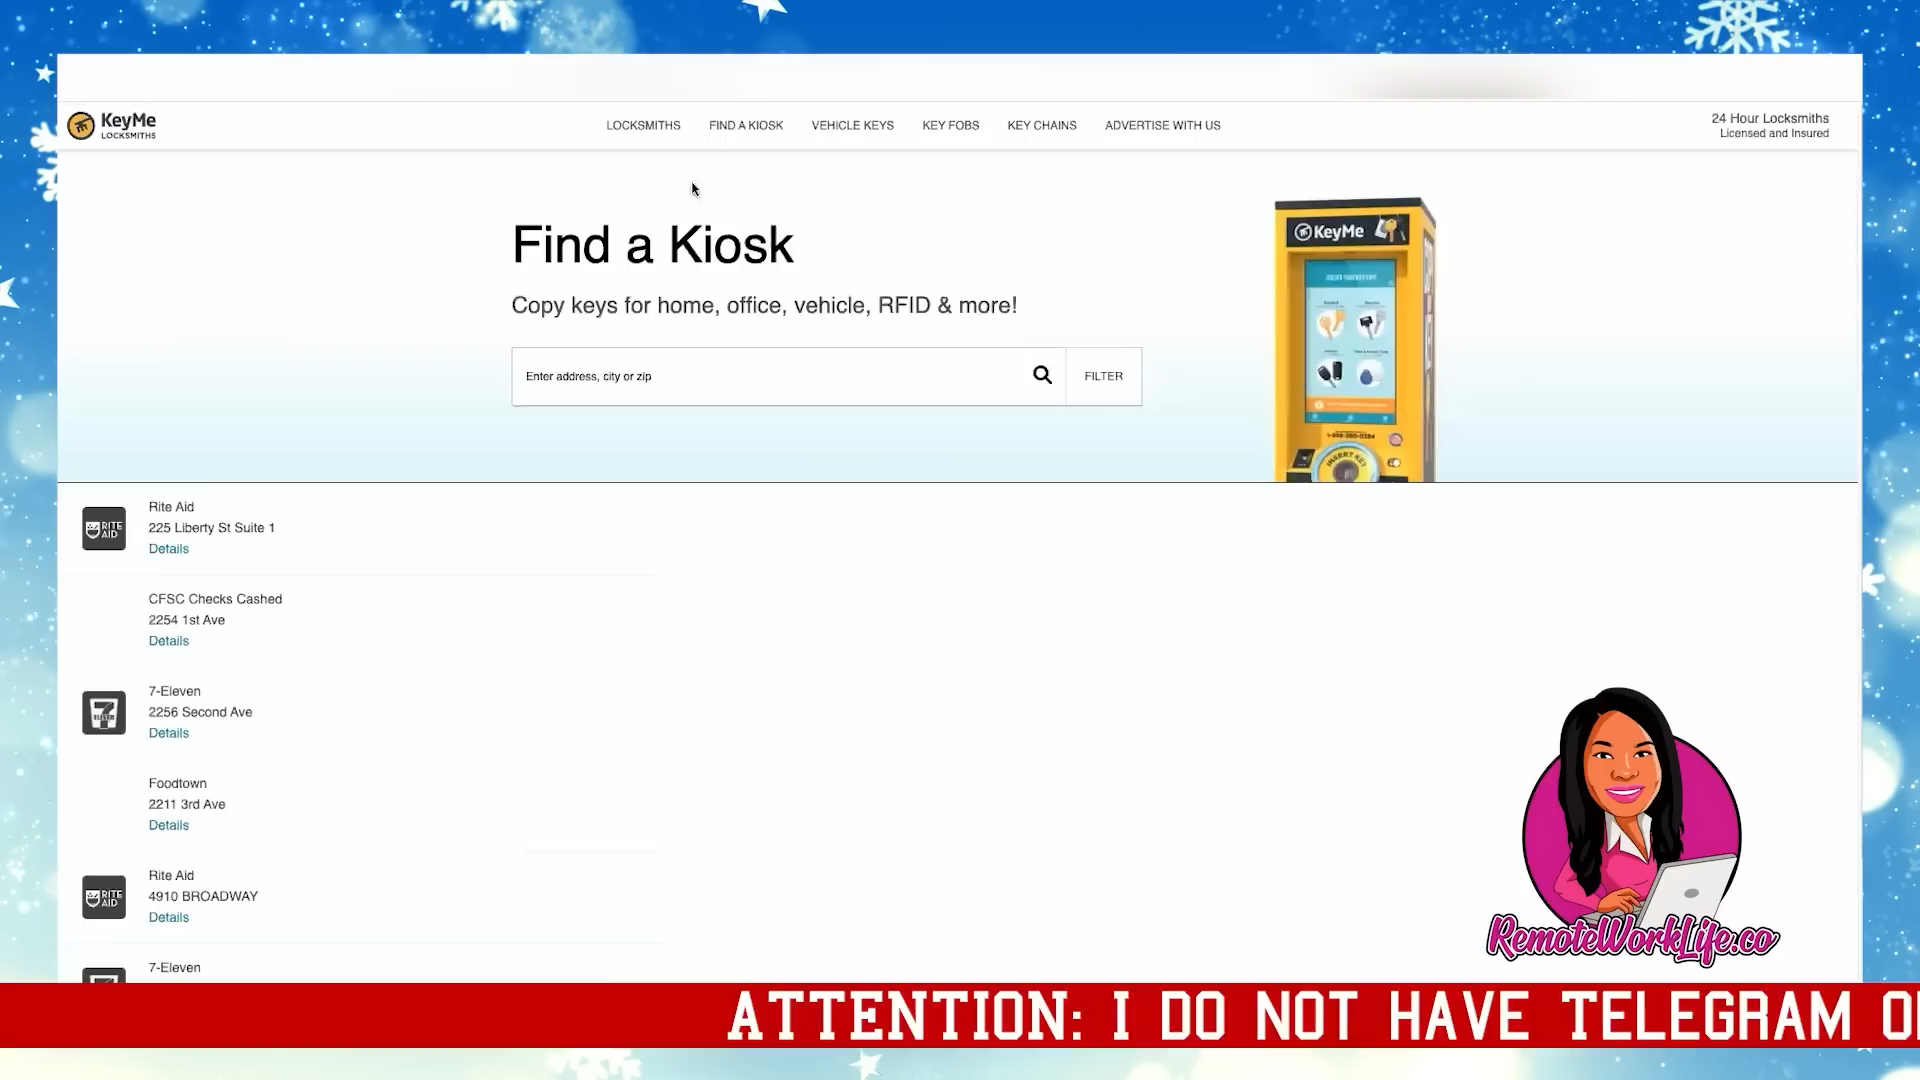 KeyMe
LOCKSMITHS
LOCKSMITHS
FIND A KIOSK
VEHICLE KEYS
KEY FOBS
KEY CHAINS
ADVERTISE WITH US
24 Hour Locksmiths
Licensed and Insured
Find a Kiosk
Copy keys for home, office, vehicle, RFID & more!
Enter address, city or zip
FILTER
KeyMe
INSERT KEY
RITE AID
Rite Aid
225 Liberty St Suite 1
Details
CFSC Checks Cashed
2254 1st Ave
Details
7-Eleven
2256 Second Ave
Details
Foodtown
2211 3rd Ave
Details
RITE AID
Rite Aid
4910 BROADWAY
Details
7-Eleven
RemoteWorkLife.co
ATTENTION: I DO NOT HAVE TELEGRAM